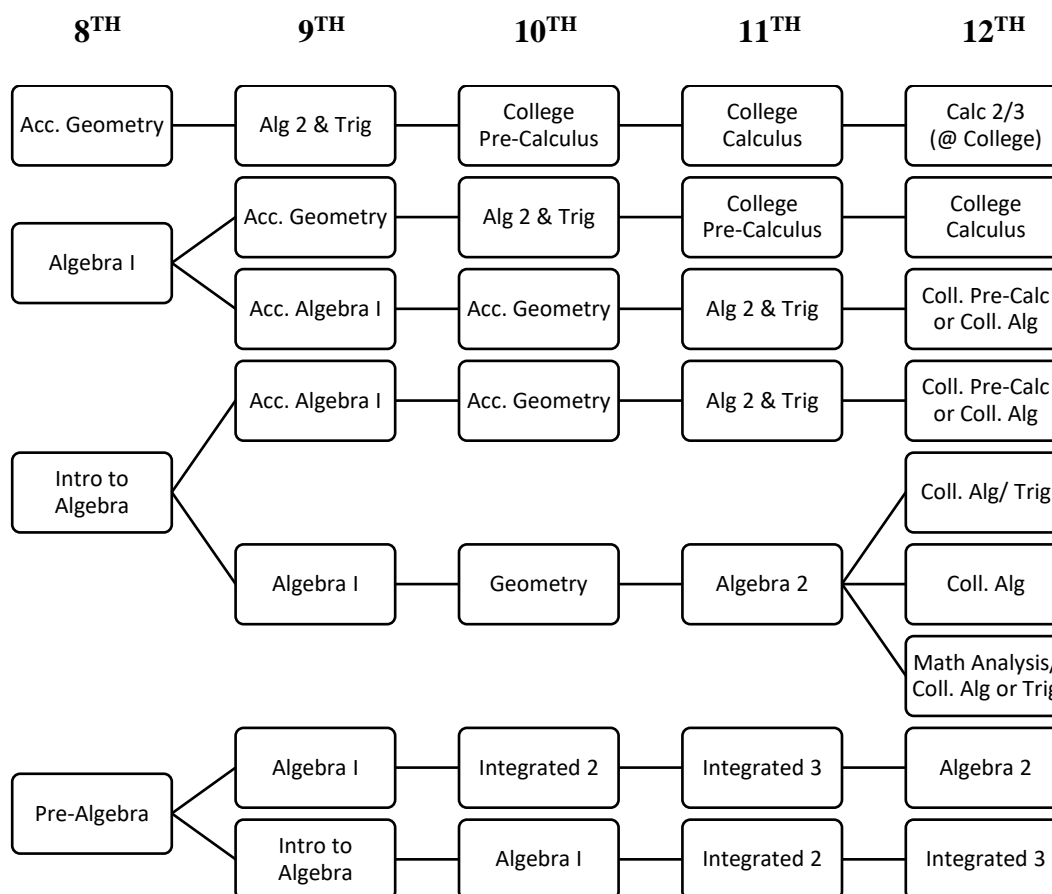 8TH 9TH 10TH 11TH 12TH
Acc. Geometry
Alg 2 & Trig
College
Pre-Calculus
College
Calculus
Calc 2/3
(@ College)
Algebra I
Acc. Geometry
Alg 2 & Trig
College
Pre-Calculus
College
Calculus
Acc. Algebra I
Acc. Geometry
Alg 2 & Trig
Coll. Pre-Calc
or Coll. Alg
Intro to
Algebra
Acc. Algebra I
Acc. Geometry
Alg 2 & Trig
Coll. Pre-Calc
or Coll. Alg
Algebra I
Geometry
Algebra 2
Coll. Alg/ Trig
Coll. Alg
Math Analysis/
Coll. Alg or Trig
Pre-Algebra
Algebra I
Integrated 2
Integrated 3
Algebra 2
Intro to
Algebra
Algebra I
Integrated 2
Integrated 3